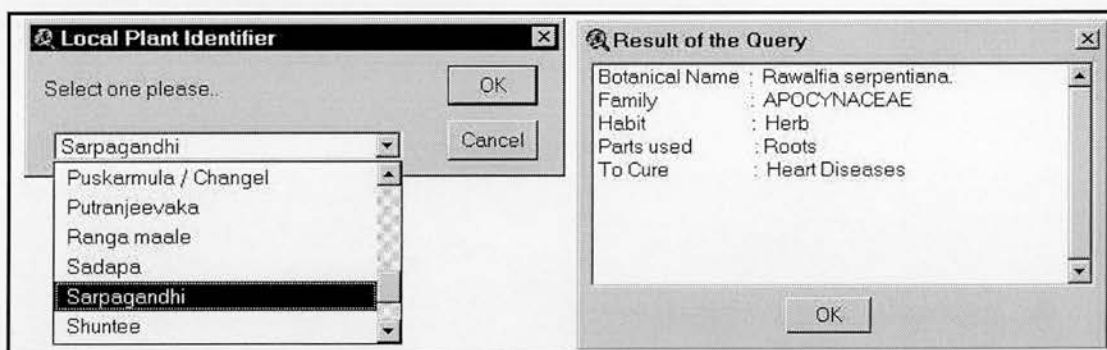 Local Plant Identifier
Select one please..
OK
Cancel
Sarpagandhi
Puskarmula / Changel
Putranjeevaka
Ranga maale
Sadapa
Sarpagandhi
Shuntee
Result of the Query
Botanical Name : Rawalfia serpentiana.
Family : APOCYNACEAE
Habit : Herb
Parts used : Roots
To Cure : Heart Diseases
OK